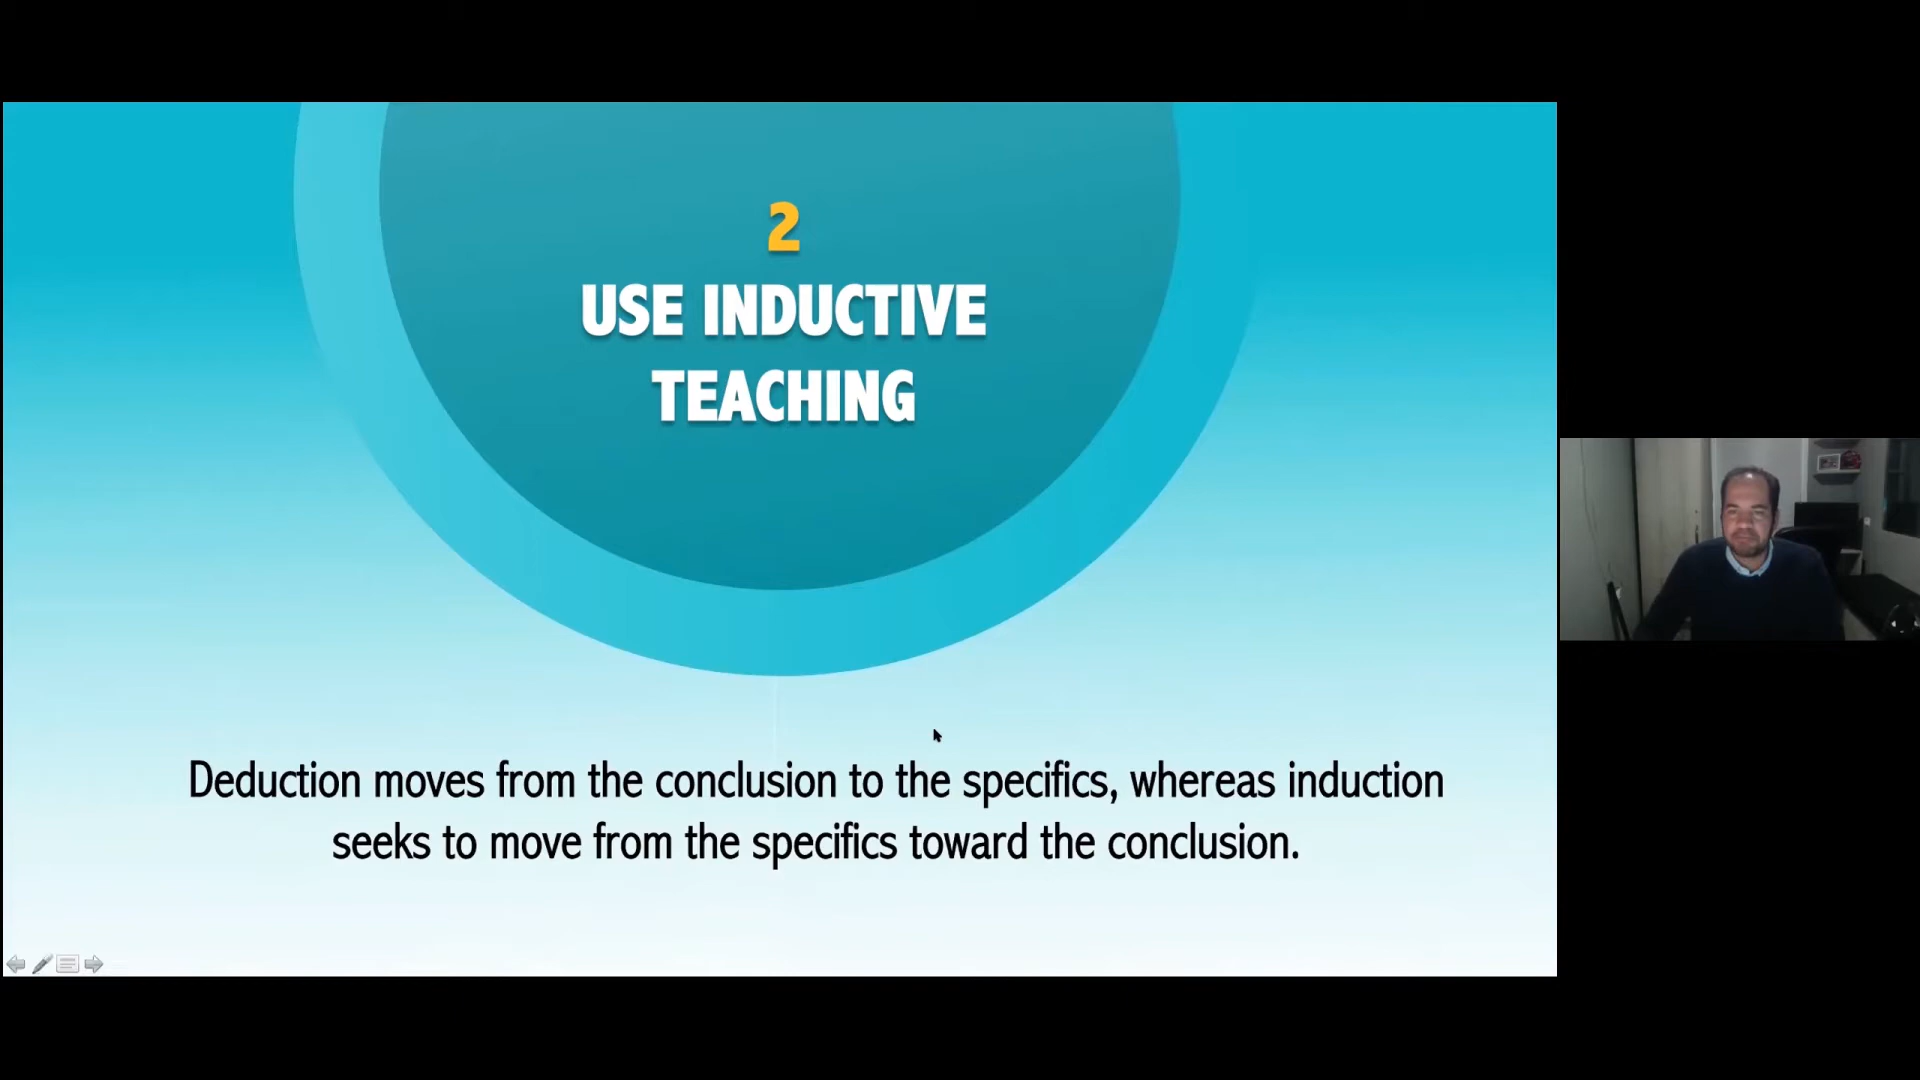 2
USE INDUCTIVE
TEACHING
Deduction moves from the conclusion to the specifics, whereas induction
seeks to move from the specifics toward the conclusion.